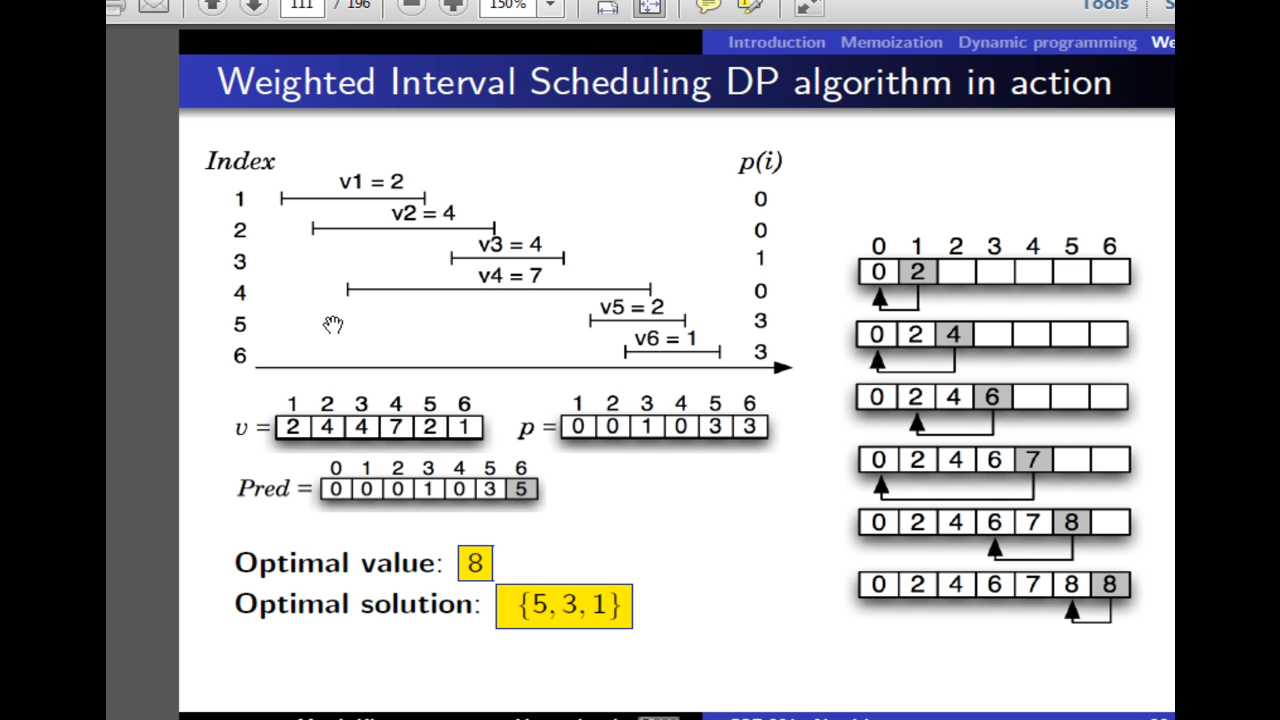 111 / 196 150% Tools
Introduction Memoization Dynamic programming We
Weighted Interval Scheduling DP algorithm in action
Index p(i)
v1 = 2
1 0
v2 = 4
2 0
v3 = 4
3 1
v4 = 7
4 0
v5 = 2
5 3
v6 = 1
6 3
1 2 3 4 5 6
v = 2 4 4 7 2 1
1 2 3 4 5 6
p = 0 0 1 0 3 3
0 1 2 3 4 5 6
Pred = 0 0 0 1 0 3 5
Optimal value: 8
Optimal solution: {5, 3, 1}
0 1 2 3 4 5 6
0 2
0 2 4
0 2 4 6
0 2 4 6 7
0 2 4 6 7 8
0 2 4 6 7 8 8